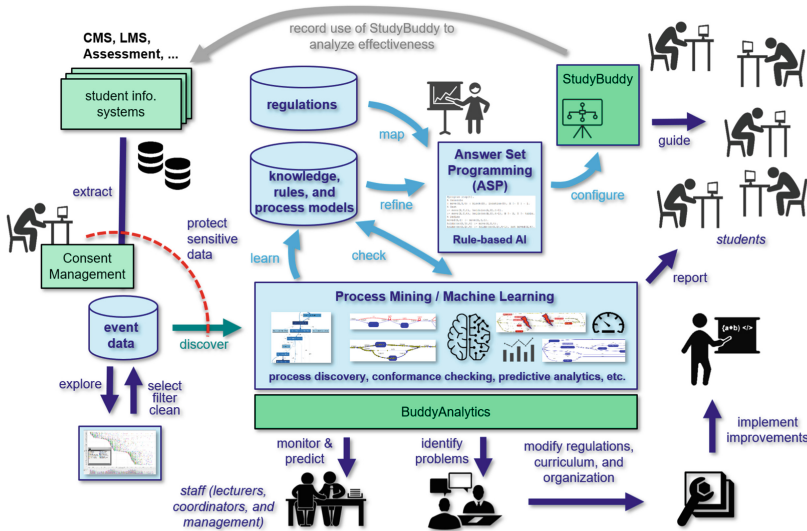 record use of StudyBuddy to
analyze effectiveness
CMS, LMS,
Assessment, ...
student info.
systems
regulations
StudyBuddy
map
guide
extract
knowledge,
rules, and
process models
refine
Answer Set
Programming
(ASP)
Rule-based AI
configure
students
protect
sensitive
data
Consent
Management
learn
check
report
event
data
discover
Process Mining / Machine Learning
process discovery, conformance checking, predictive analytics, etc.
{a*b} </>
explore
select
filter
clean
BuddyAnalytics
monitor &
predict
identify
problems
modify regulations,
curriculum, and
organization
implement
improvements
staff (lecturers,
coordinators, and
management)